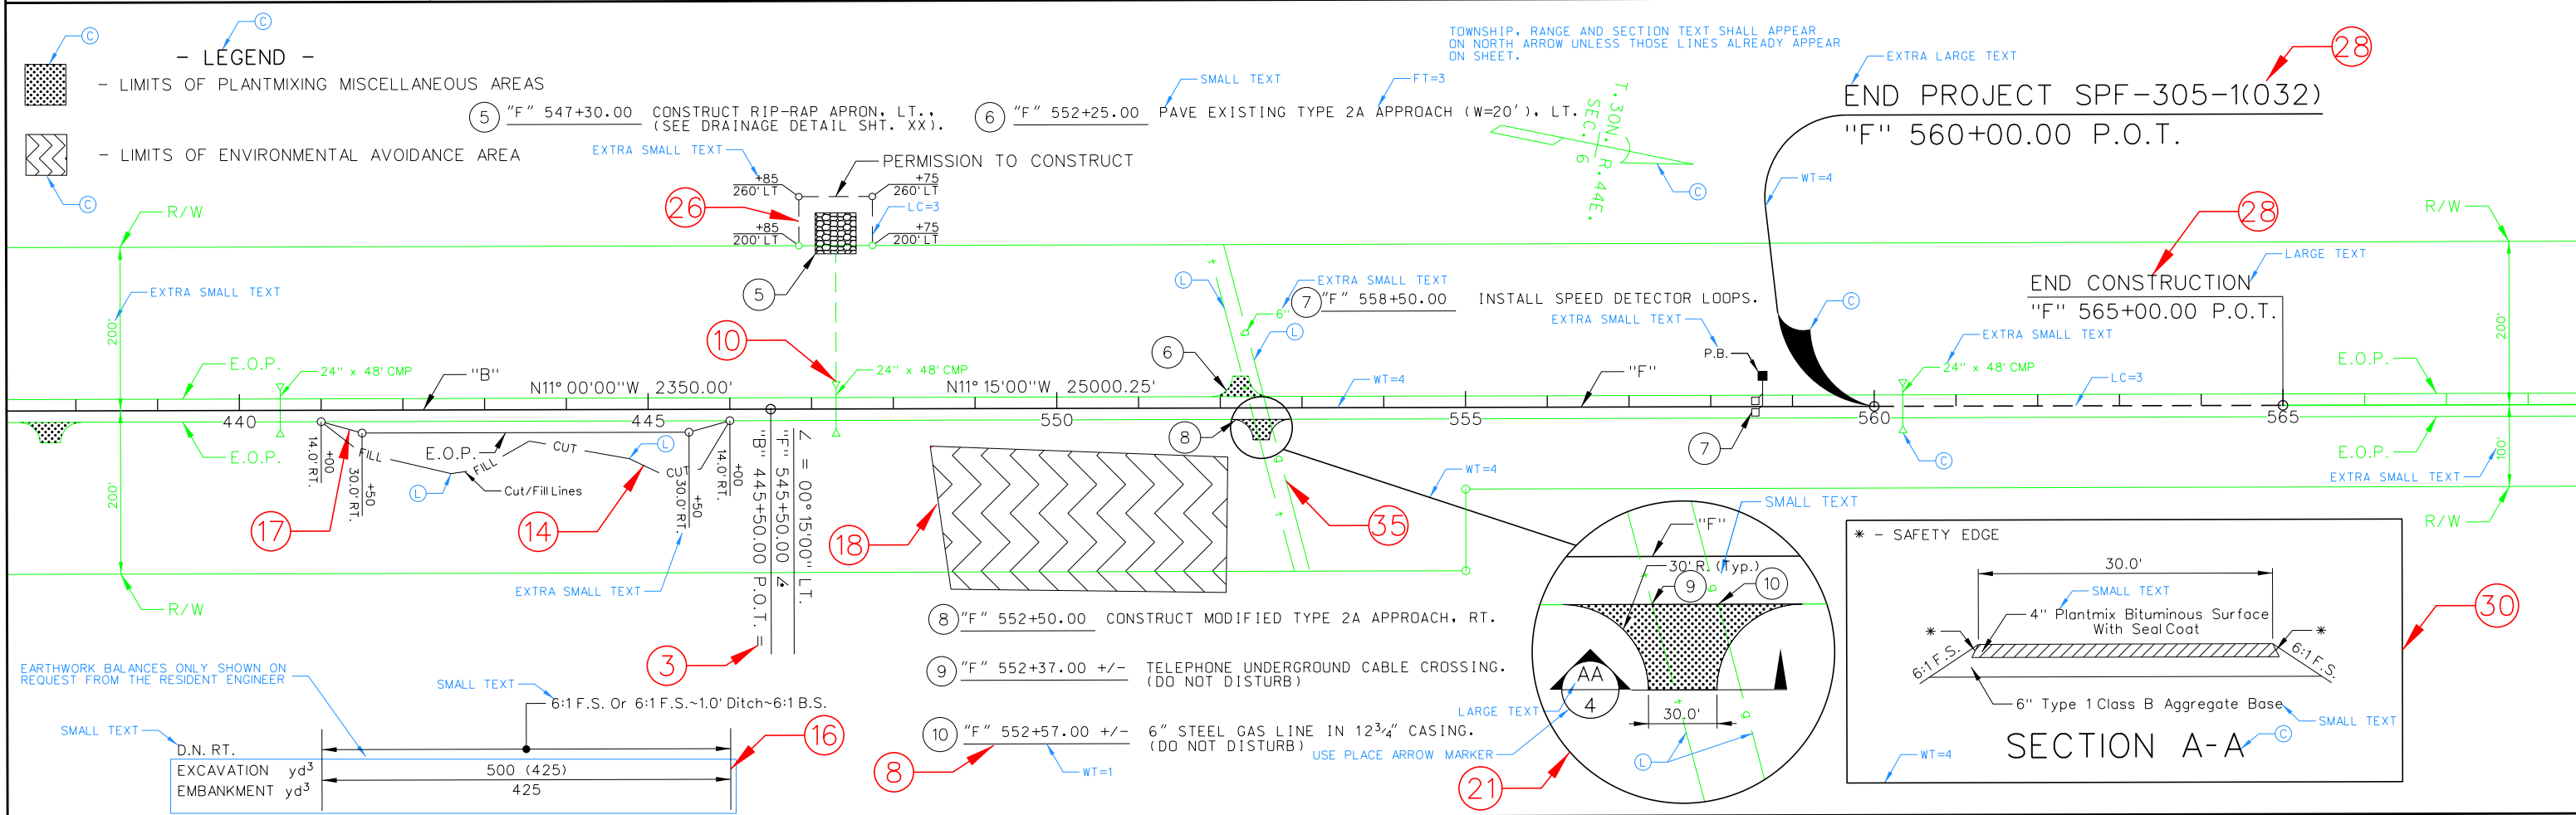 C
C
- LEGEND -
- LIMITS OF PLANTMIXING MISCELLANEOUS AREAS
- LIMITS OF ENVIRONMENTAL AVOIDANCE AREA
C
5 "F" 547+30.00 CONSTRUCT RIP-RAP APRON, LT.,
(SEE DRAINAGE DETAIL SHT. XX).
6 "F" 552+25.00 PAVE EXISTING TYPE 2A APPROACH (W=20'), LT.
SMALL TEXT
FT=3
TOWNSHIP, RANGE AND SECTION TEXT SHALL APPEAR
ON NORTH ARROW UNLESS THOSE LINES ALREADY APPEAR
ON SHEET.
T. 30N. R. 44E.
SEC. 6
C
EXTRA LARGE TEXT
28
END PROJECT SPF-305-1(032)
"F" 560+00.00 P.O.T.
WT=4
EXTRA SMALL TEXT
PERMISSION TO CONSTRUCT
+85
260' LT
+75
260' LT
26
LC=3
+85
200' LT
+75
200' LT
5
R/W
R/W
28
LARGE TEXT
END CONSTRUCTION
"F" 565+00.00 P.O.T.
EXTRA SMALL TEXT
200'
L
EXTRA SMALL TEXT
7 "F" 558+50.00 INSTALL SPEED DETECTOR LOOPS.
6"
g
L
EXTRA SMALL TEXT
P.B.
C
EXTRA SMALL TEXT
200'
10
6
E.O.P.
24" x 48' CMP
"B"
N11° 00'00"W 2350.00'
24" x 48' CMP
N11° 15'00"W 25000.25'
WT=4
"F"
24" x 48' CMP
LC=3
E.O.P.
440
445
550
555
560
565
E.O.P.
14.0' RT.
+00
30.0' RT.
+50
FILL
E.O.P.
FILL
CUT
L
CUT
L
Cut/Fill Lines
30.0' RT.
+50
14.0' RT.
+00
8
7
C
E.O.P.
100'
EXTRA SMALL TEXT
WT=4
200'
17
14
EXTRA SMALL TEXT
∠ = 00° 15'00" LT.
"F" 545+50.00 ∠
"B" 445+50.00 P.O.T. =
3
18
35
g
R/W
R/W
8 "F" 552+50.00 CONSTRUCT MODIFIED TYPE 2A APPROACH, RT.
9 "F" 552+37.00 +/- TELEPHONE UNDERGROUND CABLE CROSSING.
(DO NOT DISTURB)
10 "F" 552+57.00 +/- 6" STEEL GAS LINE IN 12¾" CASING.
(DO NOT DISTURB)
8
WT=1
SMALL TEXT
"F"
30' R. (Typ.)
9
10
g
g
AA
4
30.0'
LARGE TEXT
USE PLACE ARROW MARKER
L
21
* - SAFETY EDGE
30.0'
SMALL TEXT
4" Plantmix Bituminous Surface
With Seal Coat
*
*
6:1 F.S.
6:1 F.S.
6" Type 1 Class B Aggregate Base
SMALL TEXT
SECTION A-A
C
WT=4
30
EARTHWORK BALANCES ONLY SHOWN ON
REQUEST FROM THE RESIDENT ENGINEER
SMALL TEXT
6:1 F.S. Or 6:1 F.S.~1.0' Ditch~6:1 B.S.
SMALL TEXT
16
D.N. RT.
EXCAVATION yd³ 500 (425)
EMBANKMENT yd³ 425